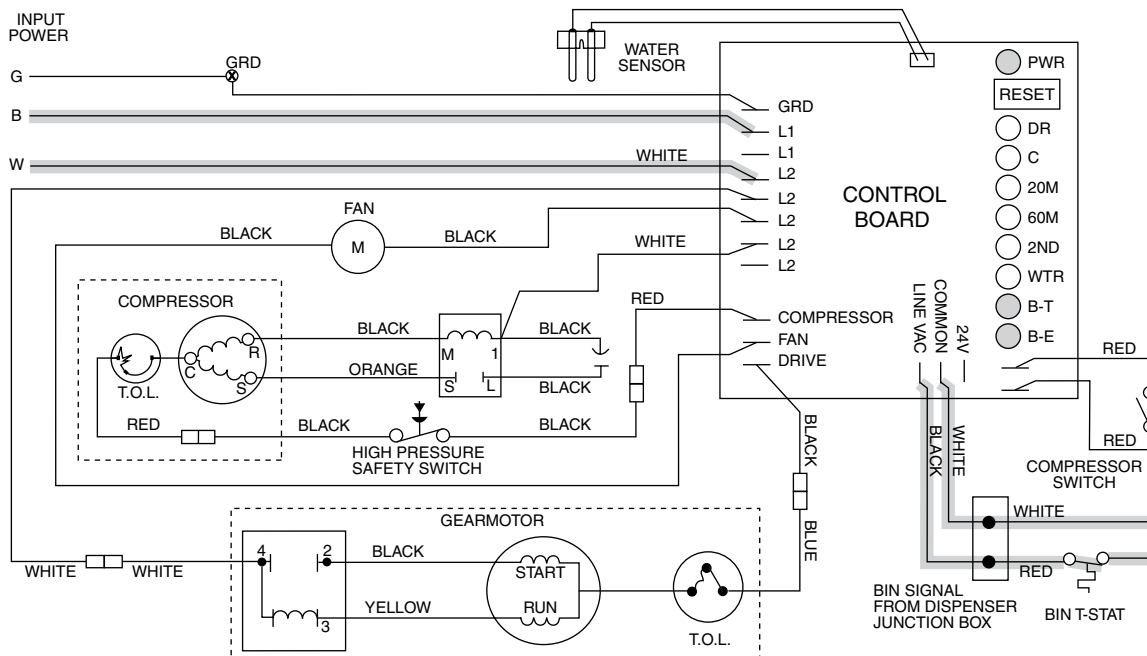 INPUT
POWER
G
GRD
B
W
WHITE
WATER
SENSOR
GRD
L1
L1
L2
L2
L2
L2
L2
CONTROL
BOARD
PWR
RESET
DR
C
20M
60M
2ND
WTR
B-T
B-E
FAN
M
BLACK
BLACK
WHITE
RED
COMPRESSOR
FAN
DRIVE
LINE VAC
COMMON
24V
RED
RED
COMPRESSOR
SWITCH
COMPRESSOR
T.O.L.
C
R
S
BLACK
ORANGE
M
1
S
L
BLACK
BLACK
RED
BLACK
BLACK
HIGH PRESSURE
SAFETY SWITCH
BLACK
BLUE
BLACK
WHITE
WHITE
RED
BIN SIGNAL
FROM DISPENSER
JUNCTION BOX
BIN T-STAT
GEARMOTOR
WHITE
WHITE
4
2
3
BLACK
YELLOW
START
RUN
T.O.L.